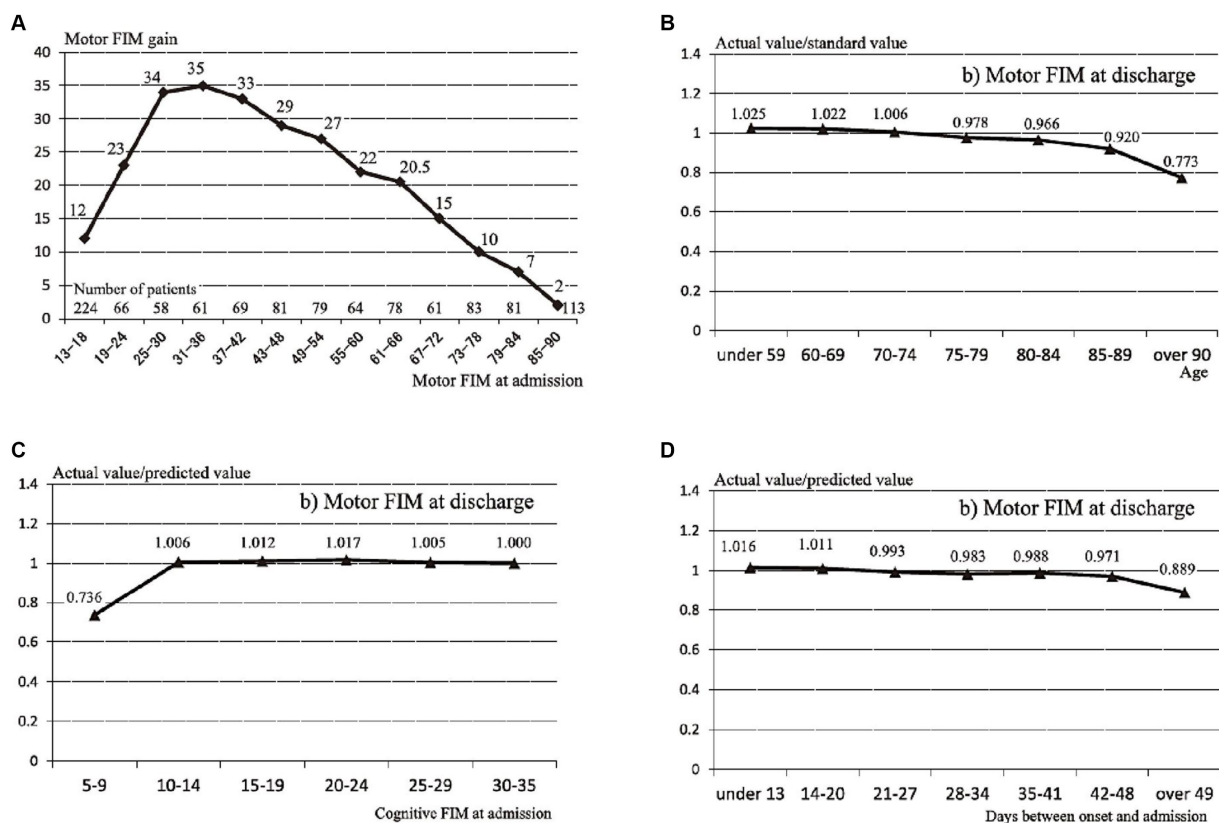 A
Motor FIM gain
40
35
30
25
20
15
10
5
0
12
23
34
35
33
29
27
22
20.5
15
10
7
2
Number of patients
224 66 58 61 69 81 79 64 78 61 83 81 113
13–18 19–24 25–30 31–36 37–42 43–48 49–54 55–60 61–66 67–72 73–78 79–84 85–90
Motor FIM at admission
B
Actual value/standard value
b) Motor FIM at discharge
1.4
1.2
1
0.8
0.6
0.4
0.2
0
1.025 1.022 1.006 0.978 0.966 0.920 0.773
under 59 60-69 70-74 75-79 80-84 85-89 over 90
Age
C
Actual value/predicted value
b) Motor FIM at discharge
1.4
1.2
1
0.8
0.6
0.4
0.2
0
0.736 1.006 1.012 1.017 1.005 1.000
5-9 10-14 15-19 20-24 25-29 30-35
Cognitive FIM at admission
D
Actual value/predicted value
b) Motor FIM at discharge
1.4
1.2
1
0.8
0.6
0.4
0.2
0
1.016 1.011 0.993 0.983 0.988 0.971 0.889
under 13 14-20 21-27 28-34 35-41 42-48 over 49
Days between onset and admission